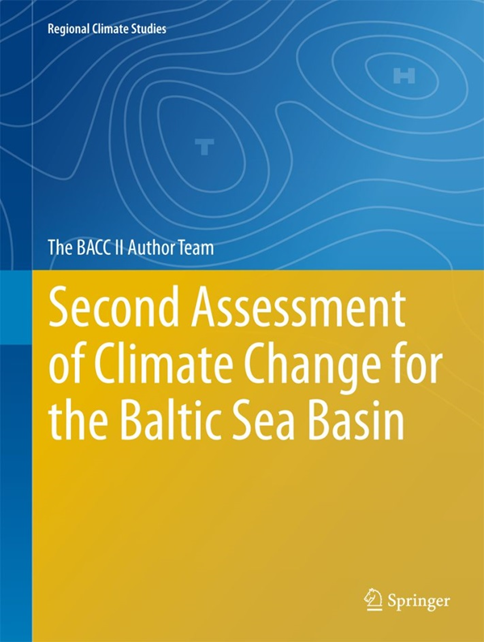 Regional Climate Studies
H
T
The BACC II Author Team
Second Assessment
of Climate Change for
the Baltic Sea Basin
Springer